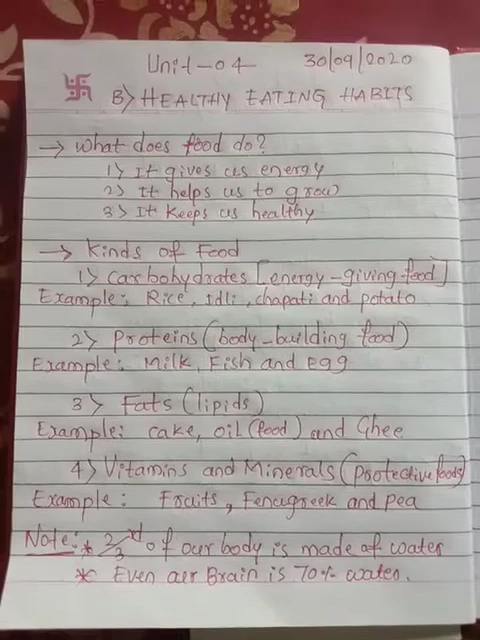 Unit-04 30/09/2020
卐 B> HEALTHY EATING HABITS
→ What does food do?
1> It gives us energy
2> It helps us to grow
3> It keeps us healthy
→ Kinds of Food
1> Carbohydrates [energy-giving food]
Example: Rice, Idli, chapati and potato
2> Proteins (body-building food)
Example: Milk, Fish and egg
3> Fats (lipids)
Example: cake, oil (food) and Ghee
4> Vitamins and Minerals (protective foods)
Example: Fruits, Fenugreek and pea
Note: * 2/3 of our body is made of water
* Even our Brain is 70% water.